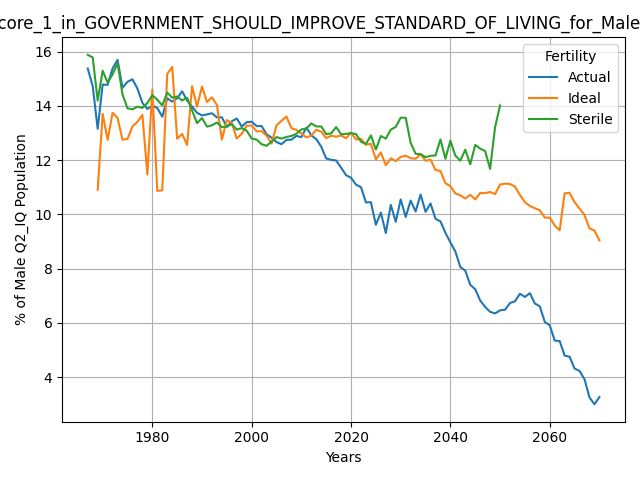 core_1_in_GOVERNMENT_SHOULD_IMPROVE_STANDARD_OF_LIVING_for_Male
Fertility
Actual
Ideal
Sterile
% of Male Q2_IQ Population
16
14
12
10
8
6
4
1980
2000
2020
2040
2060
Years